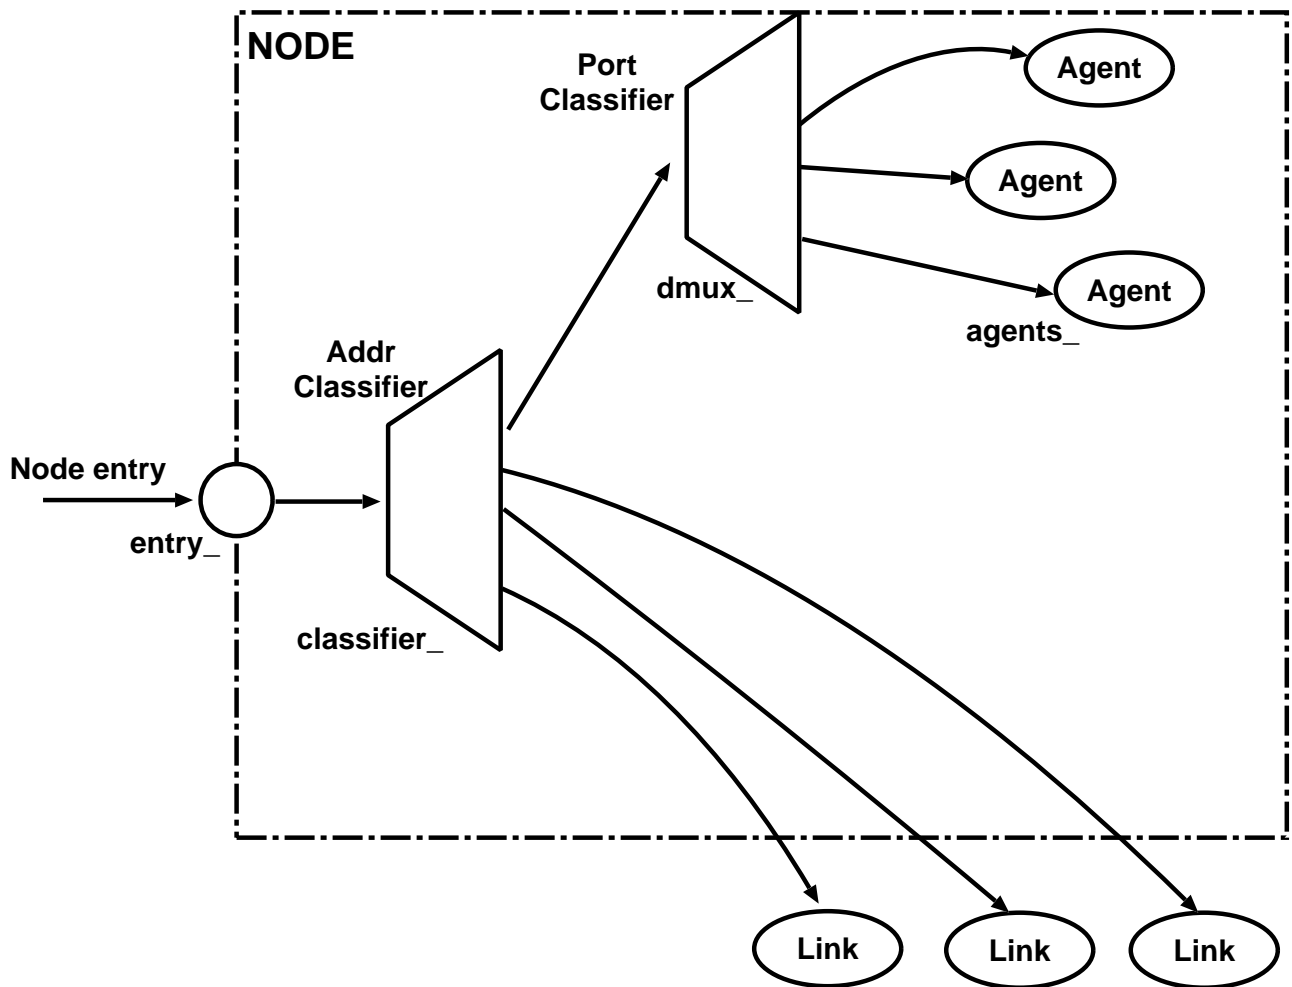 NODE
Port
Classifier
Agent
Agent
Agent
dmux_
agents_
Addr
Classifier
Node entry
entry_
classifier_
Link
Link
Link